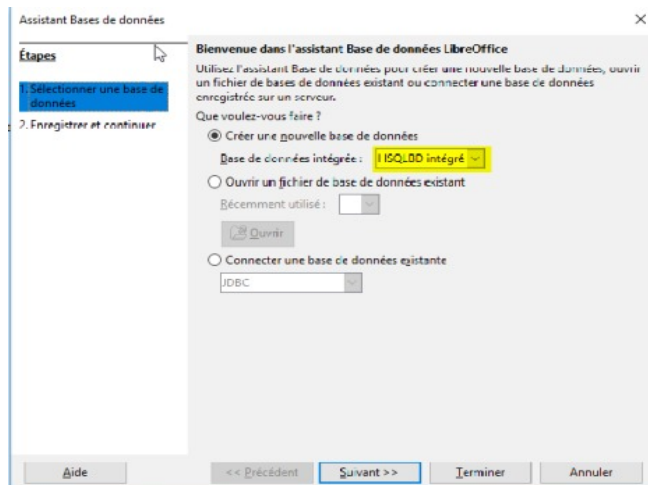 Assistant Bases de données
Étapes
1. Sélectionner une base de
données
2. Enregistrer et continuer
Bienvenue dans l'assistant Base de données LibreOffice
Utilisez l'assistant Base de données pour créer une nouvelle base de données, ouvrir
un fichier de bases de données existant ou connecter une base de données
enregistrée sur un serveur.
Que voulez-vous faire ?
Créer une nouvelle base de données
Base de données intégrée : HSQLDB intégré
Ouvrir un fichier de base de données existant
Récemment utilisé :
Ouvrir
Connecter une base de données existante
JDBC
Aide
<< Précédent
Suivant >>
Terminer
Annuler